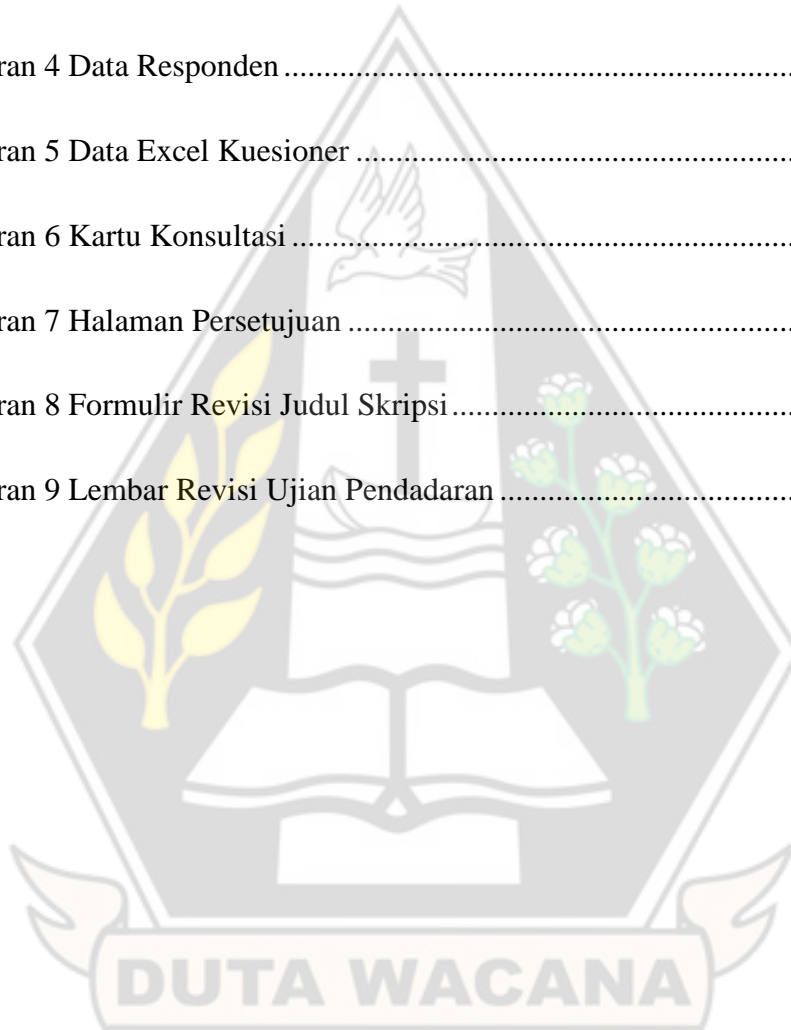 ran 4 Data Responden ................................................................
ran 5 Data Excel Kuesioner .......................................................
ran 6 Kartu Konsultasi ...............................................................
ran 7 Halaman Persetujuan ........................................................
ran 8 Formulir Revisi Judul Skripsi ...........................................
ran 9 Lembar Revisi Ujian Pendadaran .....................................
DUTA WACANA